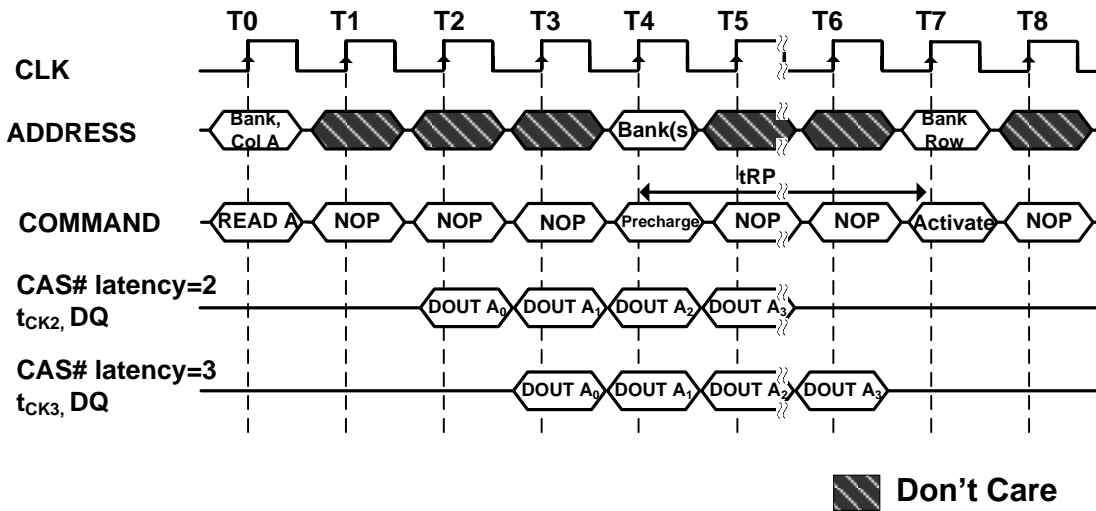 T0 T1 T2 T3 T4 T5 T6 T7 T8
CLK
ADDRESS
Bank,
Col A
Bank(s)
Bank
Row
tRP
COMMAND
READ A NOP NOP NOP Precharge NOP NOP Activate NOP
CAS# latency=2
tCK2, DQ
DOUT A0 DOUT A1 DOUT A2 DOUT A3
CAS# latency=3
tCK3, DQ
DOUT A0 DOUT A1 DOUT A2 DOUT A3
Don't Care